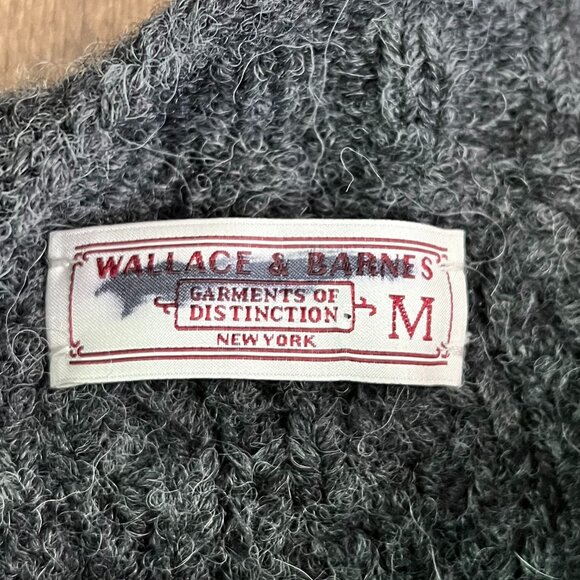 WALLACE & BARNES
GARMENTS OF
DISTINCTION
NEW YORK
M